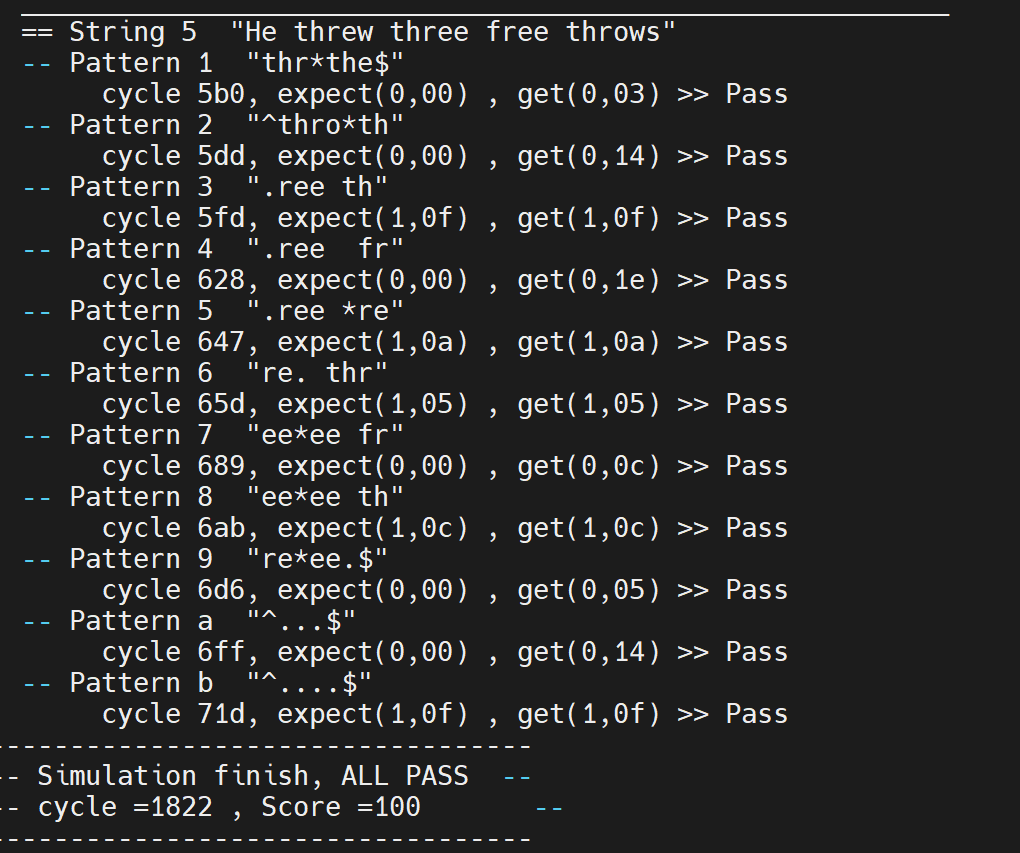 == String 5  "He threw three free throws"
-- Pattern 1  "thr*the$"
cycle 5b0, expect(0,00) , get(0,03) >> Pass
-- Pattern 2  "^thro*th"
cycle 5dd, expect(0,00) , get(0,14) >> Pass
-- Pattern 3  ".ree th"
cycle 5fd, expect(1,0f) , get(1,0f) >> Pass
-- Pattern 4  ".ree  fr"
cycle 628, expect(0,00) , get(0,1e) >> Pass
-- Pattern 5  ".ree *re"
cycle 647, expect(1,0a) , get(1,0a) >> Pass
-- Pattern 6  "re. thr"
cycle 65d, expect(1,05) , get(1,05) >> Pass
-- Pattern 7  "ee*ee fr"
cycle 689, expect(0,00) , get(0,0c) >> Pass
-- Pattern 8  "ee*ee th"
cycle 6ab, expect(1,0c) , get(1,0c) >> Pass
-- Pattern 9  "re*ee.$"
cycle 6d6, expect(0,00) , get(0,05) >> Pass
-- Pattern a  "^...$"
cycle 6ff, expect(0,00) , get(0,14) >> Pass
-- Pattern b  "^....$"
cycle 71d, expect(1,0f) , get(1,0f) >> Pass
----------------------------------
-- Simulation finish, ALL PASS  --
-- cycle =1822 , Score =100       --
----------------------------------